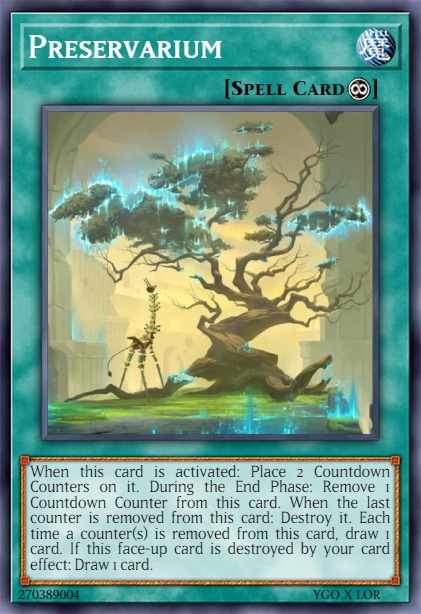 PRESERVARIUM
魔
[SPELL CARD ]
When this card is activated: Place 2 Countdown
Counters on it. During the End Phase: Remove 1
Countdown Counter from this card. When the last
counter is removed from this card: Destroy it. Each
time a counter(s) is removed from this card, draw 1
card. If this face-up card is destroyed by your card
effect: Draw 1 card.
270389004 YGO X LOR